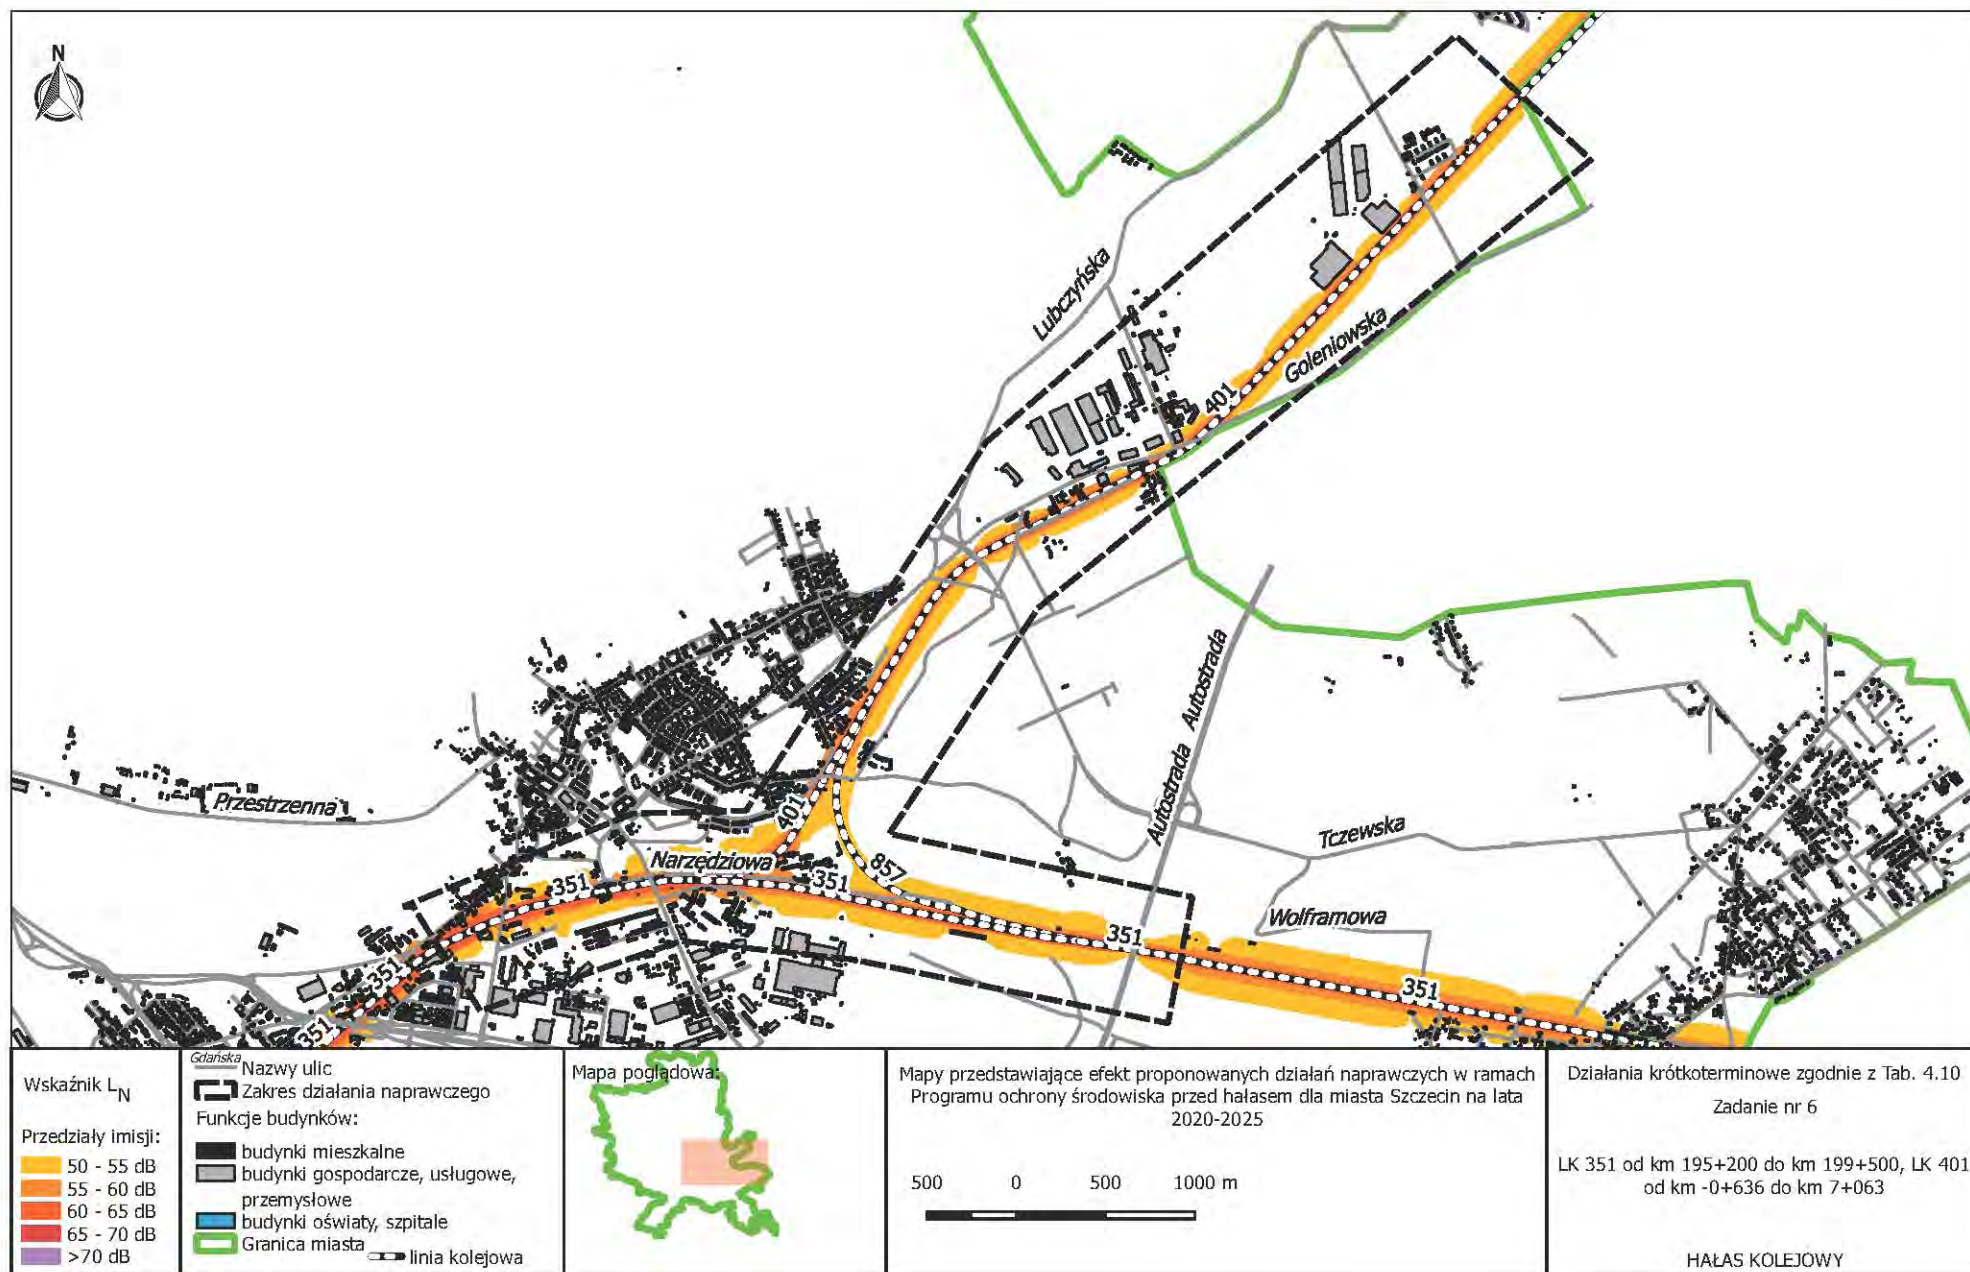 N
Lubczyńska
Goleniowska
401
Autostrada
Autostrada
Przestrzenna
401
Narzędziowa
857
351
351
Tczewska
Wolframowa
351
351
351
351
Wskaźnik LN
Przedziały imisji:
50 - 55 dB
55 - 60 dB
60 - 65 dB
65 - 70 dB
>70 dB
Gdańska
Nazwy ulic
Zakres działania naprawczego
Funkcje budynków:
budynki mieszkalne
budynki gospodarcze, usługowe,
przemysłowe
budynki oświaty, szpitale
Granica miasta
linia kolejowa
Mapa poglądowa:
Mapy przedstawiające efekt proponowanych działań naprawczych w ramach
Programu ochrony środowiska przed hałasem dla miasta Szczecin na lata
2020-2025
500 0 500 1000 m
Działania krótkoterminowe zgodnie z Tab. 4.10
Zadanie nr 6
LK 351 od km 195+200 do km 199+500, LK 401
od km -0+636 do km 7+063
HAŁAS KOLEJOWY